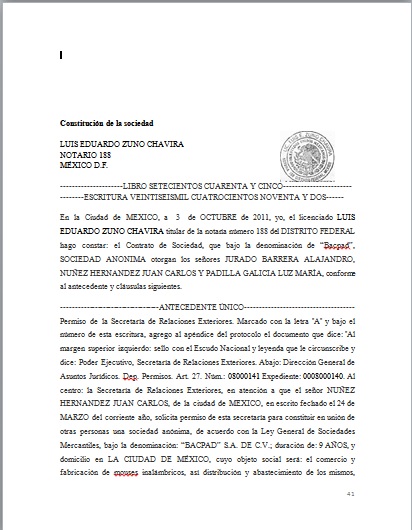 Constitución de la sociedad
LUIS EDUARDO ZUNO CHAVIRA
NOTARIO 188
MÉXICO D.F.
---------------------LIBRO SETECIENTOS CUARENTA Y CINCO-----------------------
--------ESCRITURA VEINTISEISMIL CUATROCIENTOS NOVENTA Y DOS------
En la Ciudad de MEXICO, a 3 de OCTUBRE de 2011, yo, el licenciado LUIS
EDUARDO ZUNO CHAVIRA titular de la notaria número 188 del DISTRITO FEDERAL
hago constar: el Contrato de Sociedad, que bajo la denominación de “Bacpad”,
SOCIEDAD ANONIMA otorgan los señores JURADO BARRERA ALAJANDRO,
NUÑEZ HERNANDEZ JUAN CARLOS Y PADILLA GALICIA LUZ MARÍA, conforme
al antecedente y cláusulas siguientes.
---------------------------------ANTECEDENTE ÚNICO-------------------------------------
Permiso de la Secretaría de Relaciones Exteriores. Marcado con la letra "A" y bajo el
número de esta escritura, agrego al apéndice del protocolo el documento que dice: "Al
margen superior izquierdo: sello con el Escudo Nacional y leyenda que le circunscribe y
dice: Poder Ejecutivo, Secretaría de Relaciones Exteriores. Abajo: Dirección General de
Asuntos Jurídicos. Dep. Permisos. Art. 27. Núm.: 08000141 Expediente: 0008000140. Al
centro: la Secretaría de Relaciones Exteriores, en atención a que el señor NUÑEZ
HERNANDEZ JUAN CARLOS, de la ciudad de MEXICO, en escrito fechado el 24 de
MARZO del corriente año, solicita permiso de esta secretaría para constituir en unión de
otras personas una sociedad anónima, de acuerdo con la Ley General de Sociedades
Mercantiles, bajo la denominación: “BACPAD” S.A. DE C.V.; duración de: 9 AÑOS, y
domicilio en LA CIUDAD DE MÉXICO, cuyo objeto social será: el comercio y
fabricación de mouses inalámbricos, así distribución y abastecimiento de los mismos,
41